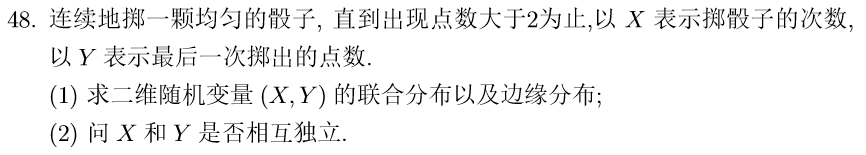 48. 连续地掷一颗均匀的骰子, 直到出现点数大于2为止,以 X 表示掷骰子的次数,
以 Y 表示最后一次掷出的点数.
(1) 求二维随机变量 (X, Y) 的联合分布以及边缘分布;
(2) 问 X 和 Y 是否相互独立.